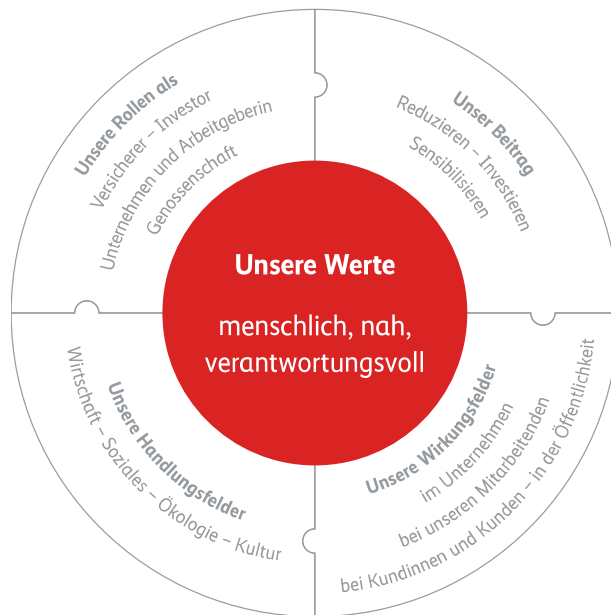 Unsere Rollen als
Versicherer – Investor
Unternehmen und Arbeitgeberin
Genossenschaft
Unser Beitrag
Reduzieren – Investieren
Sensibilisieren
Unsere Werte
menschlich, nah,
verantwortungsvoll
Unsere Handlungsfelder
Wirtschaft – Soziales – Ökologie – Kultur
Unsere Wirkungsfelder
im Unternehmen
bei unseren Mitarbeitenden
bei Kundinnen und Kunden – in der Öffentlichkeit